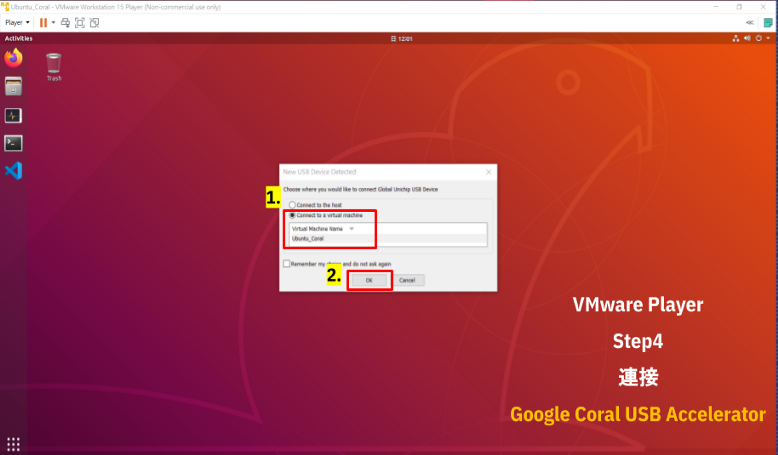 Ubuntu_Coral - VMware Workstation 15 Player (Non-commercial use only)
Player
Activities
日 12:01
Trash
New USB Device Detected
Choose where you would like to connect Global Unichip USB Device
1.
Connect to the host
Connect to a virtual machine
Virtual Machine Name
Ubuntu_Coral
Remember my and do not ask again
2.
OK
Cancel
VMware Player
Step4
連接
Google Coral USB Accelerator